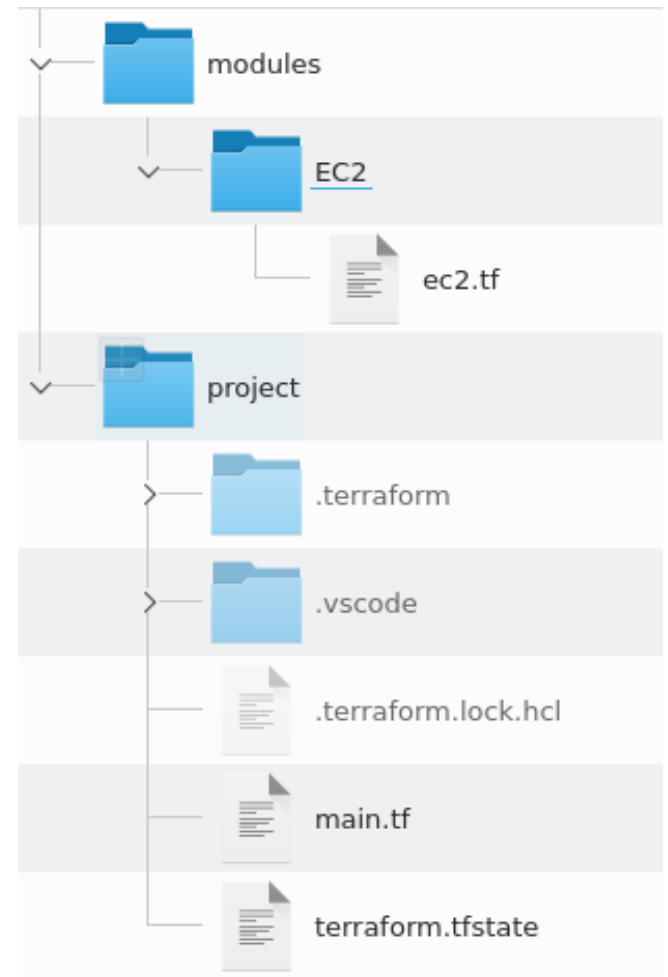 modules
EC2
ec2.tf
project
.terraform
.vscode
.terraform.lock.hcl
main.tf
terraform.tfstate